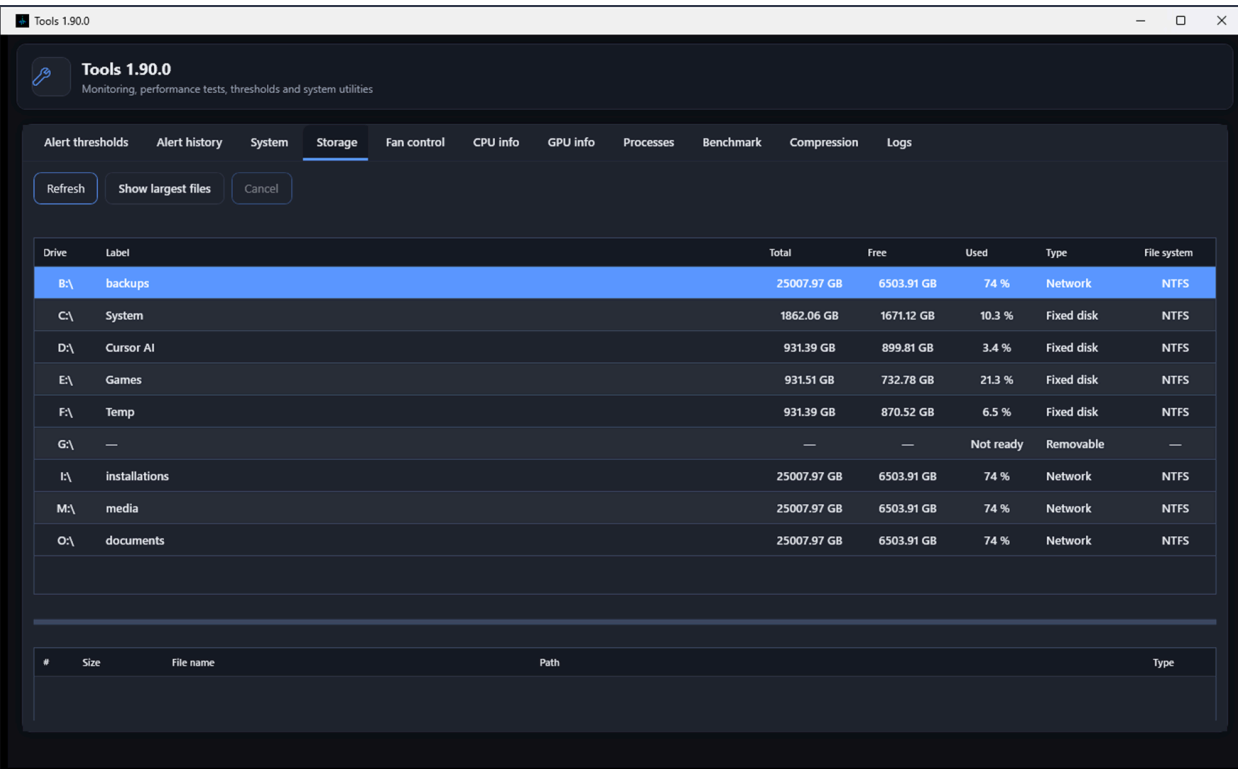 Tools 1.90.0
Tools 1.90.0
Monitoring, performance tests, thresholds and system utilities
Alert thresholds Alert history System Storage Fan control CPU info GPU info Processes Benchmark Compression Logs
Refresh Show largest files Cancel
Drive Label Total Free Used Type File system
B:\ backups 25007.97 GB 6503.91 GB 74 % Network NTFS
C:\ System 1862.06 GB 1671.12 GB 10.3 % Fixed disk NTFS
D:\ Cursor AI 931.39 GB 899.81 GB 3.4 % Fixed disk NTFS
E:\ Games 931.51 GB 732.78 GB 21.3 % Fixed disk NTFS
F:\ Temp 931.39 GB 870.52 GB 6.5 % Fixed disk NTFS
G:\ — — — Not ready Removable —
I:\ installations 25007.97 GB 6503.91 GB 74 % Network NTFS
M:\ media 25007.97 GB 6503.91 GB 74 % Network NTFS
O:\ documents 25007.97 GB 6503.91 GB 74 % Network NTFS
# Size File name Path Type